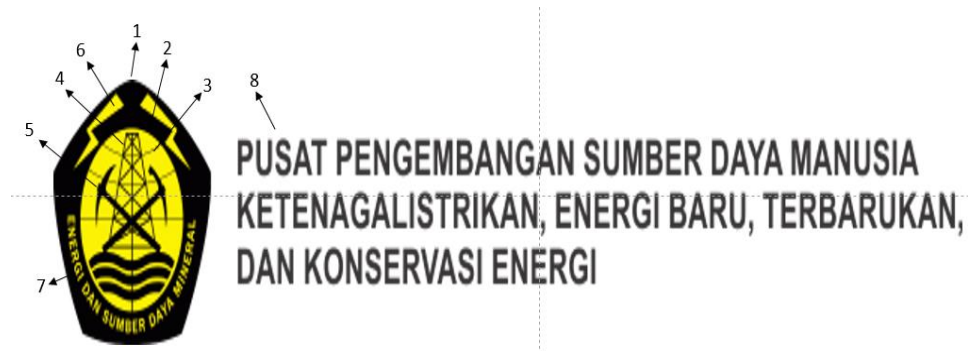 1
6
2
4
3
8
5
7
ENERGI DAN SUMBER DAYA MINERAL
PUSAT PENGEMBANGAN SUMBER DAYA MANUSIA
KETENAGALISTRIKAN, ENERGI BARU, TERBARUKAN,
DAN KONSERVASI ENERGI